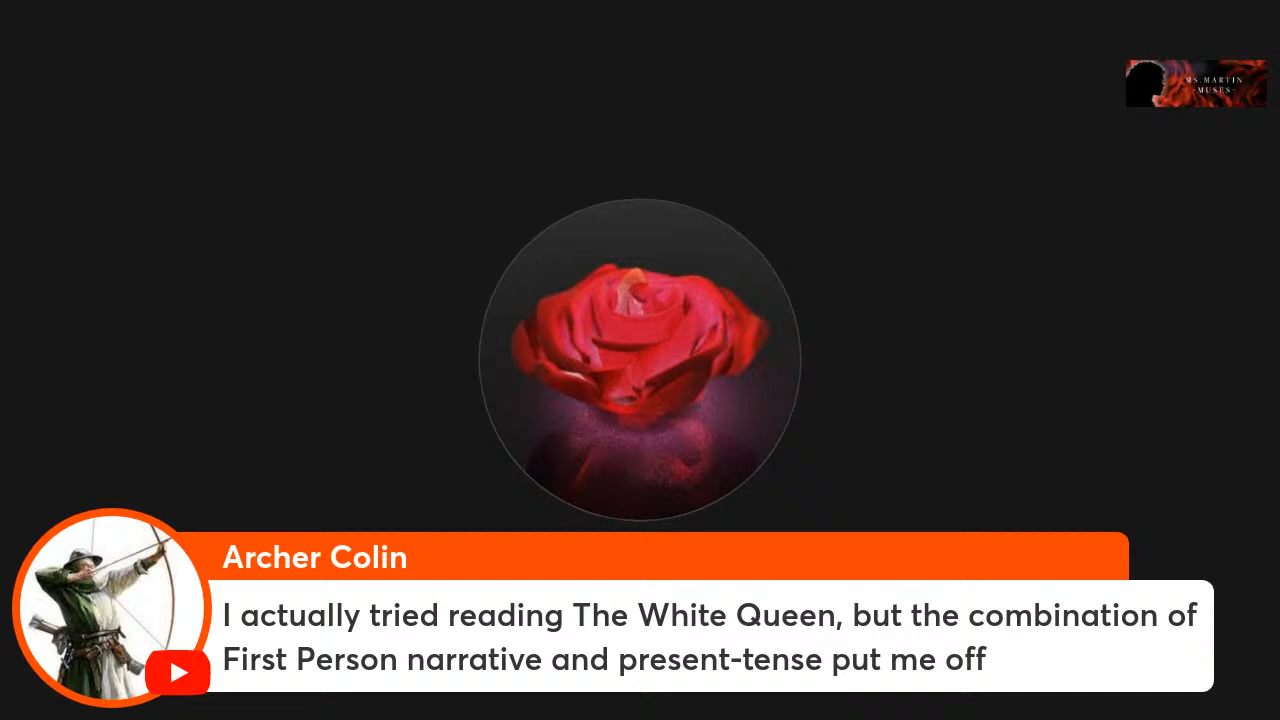 MS. MARTIN
-MUSES-
Archer Colin
I actually tried reading The White Queen, but the combination of
First Person narrative and present-tense put me off